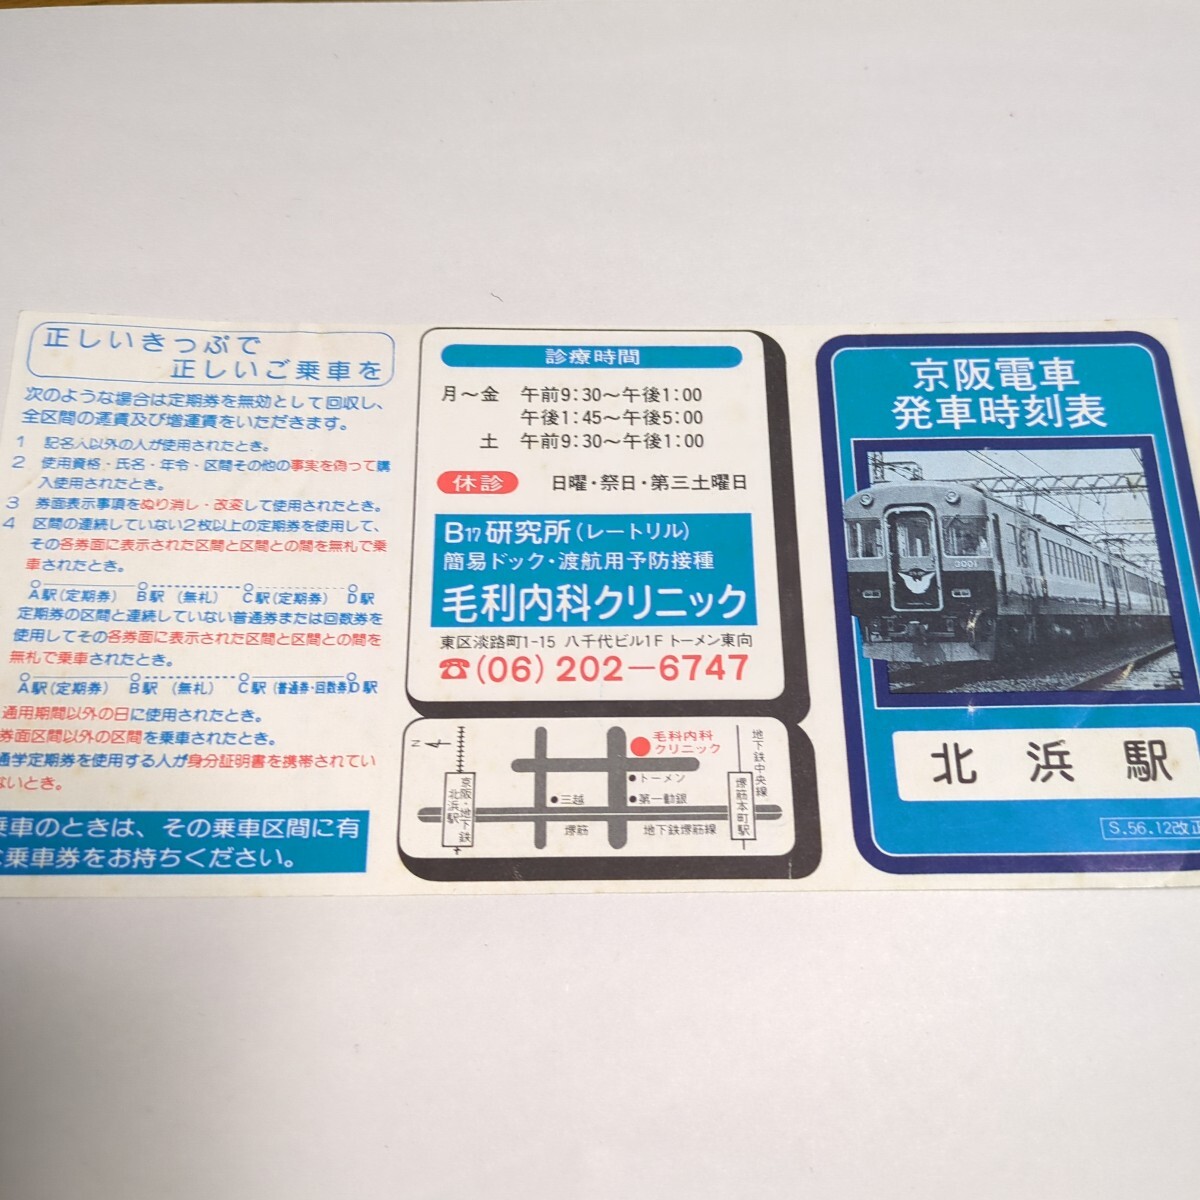 正しいきっぷで
正しいご乗車を
次のような場合は定期券を無効として回収し、
全区間の運賃及び増運賃をいただきます。
1 記名人以外の人が使用されたとき。
2 使用資格・氏名・年令・区間その他の事実を偽って購
入使用されたとき。
3 券面表示事項をぬり消し・改変して使用されたとき。
4 区間の連続していない2枚以上の定期券を使用して、
その各券面に表示された区間と区間との間を無札で乗
車されたとき。
A駅(定期券) B駅 (無札) C駅(定期券) D駅
定期券の区間と連続していない普通券または回数券を
使用してその各券面に表示された区間と区間との間を
無札で乗車されたとき。
A駅(定期券) B駅 (無札) C駅(普通券・回数券)D駅
通用期間以外の日に使用されたとき。
券面区間以外の区間を乗車されたとき。
通学定期券を使用する人が身分証明書を携帯されてい
ないとき。
乗車のときは、その乗車区間に有
な乗車券をお持ちください。
診療時間
月～金 午前9:30～午後1:00
午後1:45～午後5:00
土 午前9:30～午後1:00
休診 日曜・祭日・第三土曜日
B17研究所(レートリル)
簡易ドック・渡航用予防接種
毛利内科クリニック
東区淡路町1-15 八千代ビル1F トーメン東向
☎(06)202-6747
N
京阪・地下鉄
北浜駅
毛科内科
クリニック
トーメン
三越
第一勧銀
堺筋
地下鉄堺筋線
地下鉄中央線
堺筋本町駅
京阪電車
発車時刻表
3001
北浜駅
S.56.12改正